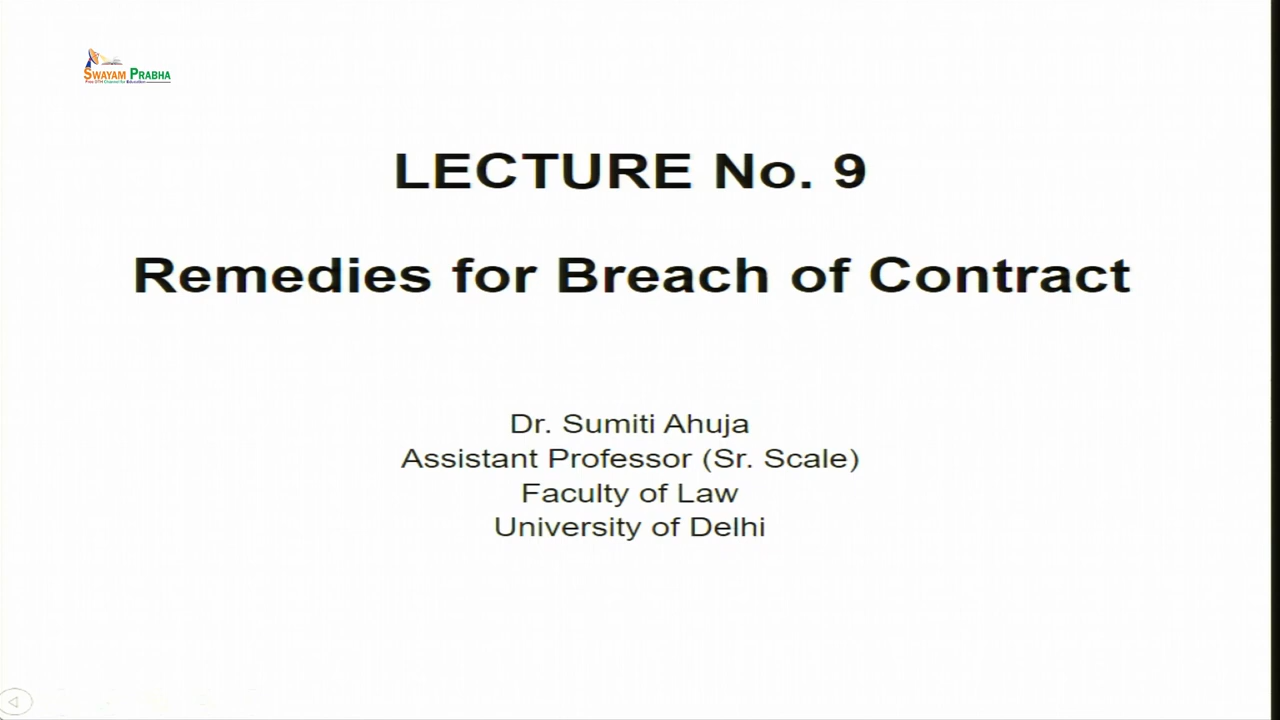 SWAYAM PRABHA
LECTURE No. 9
Remedies for Breach of Contract
Dr. Sumiti Ahuja
Assistant Professor (Sr. Scale)
Faculty of Law
University of Delhi